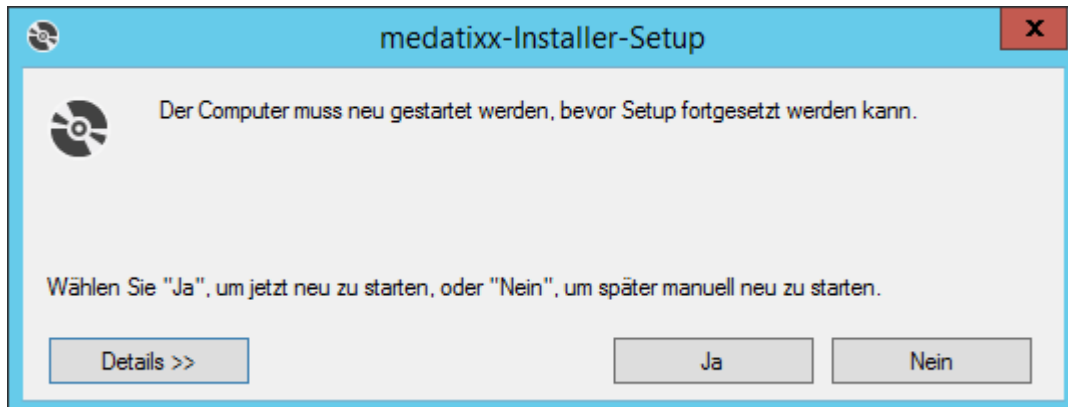 medatixx-Installer-Setup
Der Computer muss neu gestartet werden, bevor Setup fortgesetzt werden kann.
Wählen Sie "Ja", um jetzt neu zu starten, oder "Nein", um später manuell neu zu starten.
Details >>
Ja
Nein